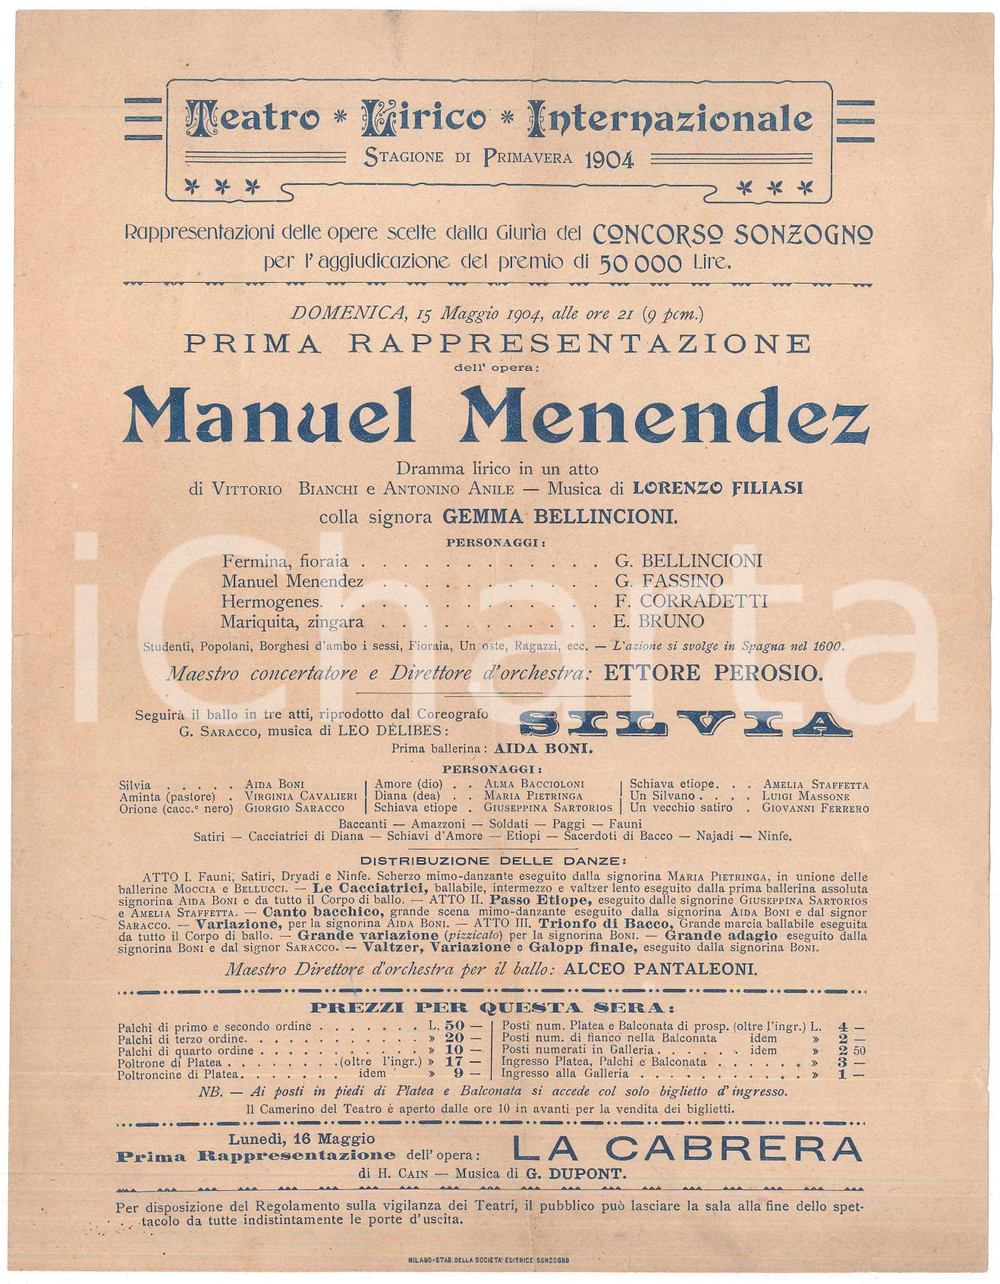 Teatro * Lirico * Internazionale
Stagione di Primavera 1904
Rappresentazioni delle opere scelte dalla Giurìa del CONCORSO SONZOGNO
per l'aggiudicazione del premio di 50 000 Lire.
DOMENICA, 15 Maggio 1904, alle ore 21 (9 pom.)
PRIMA RAPPRESENTAZIONE
dell' opera:
Manuel Menendez
Dramma lirico in un atto
di Vittorio Bianchi e Antonino Anile — Musica di LORENZO FILIASI
colla signora GEMMA BELLINCIONI.
PERSONAGGI:
Fermina, fioraia . . . . . . . . . . . . G. BELLINCIONI
Manuel Menendez . . . . . . . . . . . G. FASSINO
Hermogenes. . . . . . . . . . . . . . F. CORRADETTI
Mariquita, zingara . . . . . . . . . . . E. BRUNO
Studenti, Popolani, Borghesi d'ambo i sessi, Fioraia, Un oste, Ragazzi, ecc. — L'azione si svolge in Spagna nel 1600.
Maestro concertatore e Direttore d'orchestra: ETTORE PEROSIO.
Seguirà il ballo in tre atti, riprodotto dal Coreografo
G. Saracco, musica di LEO DÉLIBES: SILVIA
Prima ballerina: AIDA BONI.
PERSONAGGI:
Silvia . . . . . Aida Boni | Amore (dio) . . Alma Baccioloni | Schiava etiope. . . Amelia Staffetta
Aminta (pastore) . Virginia Cavalieri | Diana (dea) . . Maria Pietringa | Un Silvano . . . . Luigi Massone
Orione (cacc.e nero) Giorgio Saracco | Schiava etiope . Giuseppina Sartorios | Un vecchio satiro . Giovanni Ferrero
Baccanti — Amazzoni — Soldati — Paggi — Fauni
Satiri — Cacciatrici di Diana — Schiavi d'Amore — Etiopi — Sacerdoti di Bacco — Najadi — Ninfe.
DISTRIBUZIONE DELLE DANZE:
ATTO I. Fauni, Satiri, Dryadi e Ninfe. Scherzo mimo-danzante eseguito dalla signorina Maria Pietringa, in unione delle
ballerine Moccia e Bellucci. — Le Cacciatrici, ballabile, intermezzo e valtzer lento eseguito dalla prima ballerina assoluta
signorina Aida Boni e da tutto il Corpo di ballo. — ATTO II. Passo Etiope, eseguito dalle signorine Giuseppina Sartorios
e Amelia Staffetta. — Canto bacchico, grande scena mimo-danzante eseguito dalla signorina Aida Boni e dal signor
Saracco. — Variazione, per la signorina Aida Boni. — ATTO III. Trionfo di Bacco, Grande marcia ballabile eseguita
da tutto il Corpo di ballo. — Grande variazione (pizzicato) per la signorina Boni. — Grande adagio eseguito dalla
signorina Boni e dal signor Saracco. — Valtzer, Variazione e Galopp finale, eseguito dalla signorina Boni.
Maestro Direttore d'orchestra per il ballo: ALCEO PANTALEONI.
PREZZI PER QUESTA SERA:
Palchi di primo e secondo ordine . . . . . . . L. 50 — | Posti num. Platea e Balconata di prosp. (oltre l'ingr.) L. 4 —
Palchi di terzo ordine. . . . . . . . . . . . » 20 — | Posti num. di fianco nella Balconata idem » 2 —
Palchi di quarto ordine . . . . . . . . . . . » 10 — | Posti numerati in Galleria. . . . . . idem » 2 50
Poltrone di Platea . . . . . . . . (oltre l'ingr.) » 17 — | Ingresso Platea, Palchi e Balconata . . . . . . » 3 —
Poltroncine di Platea. . . . . . . . idem » 9 — | Ingresso alla Galleria . . . . . . . . . . » 1 —
NB. — Ai posti in piedi di Platea e Balconata si accede col solo biglietto d'ingresso.
Il Camerino del Teatro è aperto dalle ore 10 in avanti per la vendita dei biglietti.
Lunedì, 16 Maggio
Prima Rappresentazione dell'opera: LA CABRERA
di H. Cain — Musica di G. DUPONT.
Per disposizione del Regolamento sulla vigilanza dei Teatri, il pubblico può lasciare la sala alla fine dello spet-
tacolo da tutte indistintamente le porte d'uscita.
MILANO-STAB. DELLA SOCIETA' EDITRICE SONZOGNO
iCharta